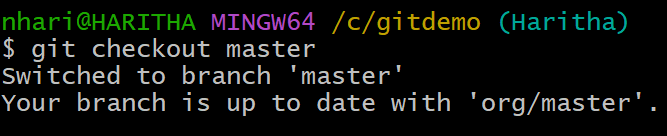 nhari@HARITHA MINGW64 /c/gitdemo (Haritha)
$ git checkout master
Switched to branch 'master'
Your branch is up to date with 'org/master'.